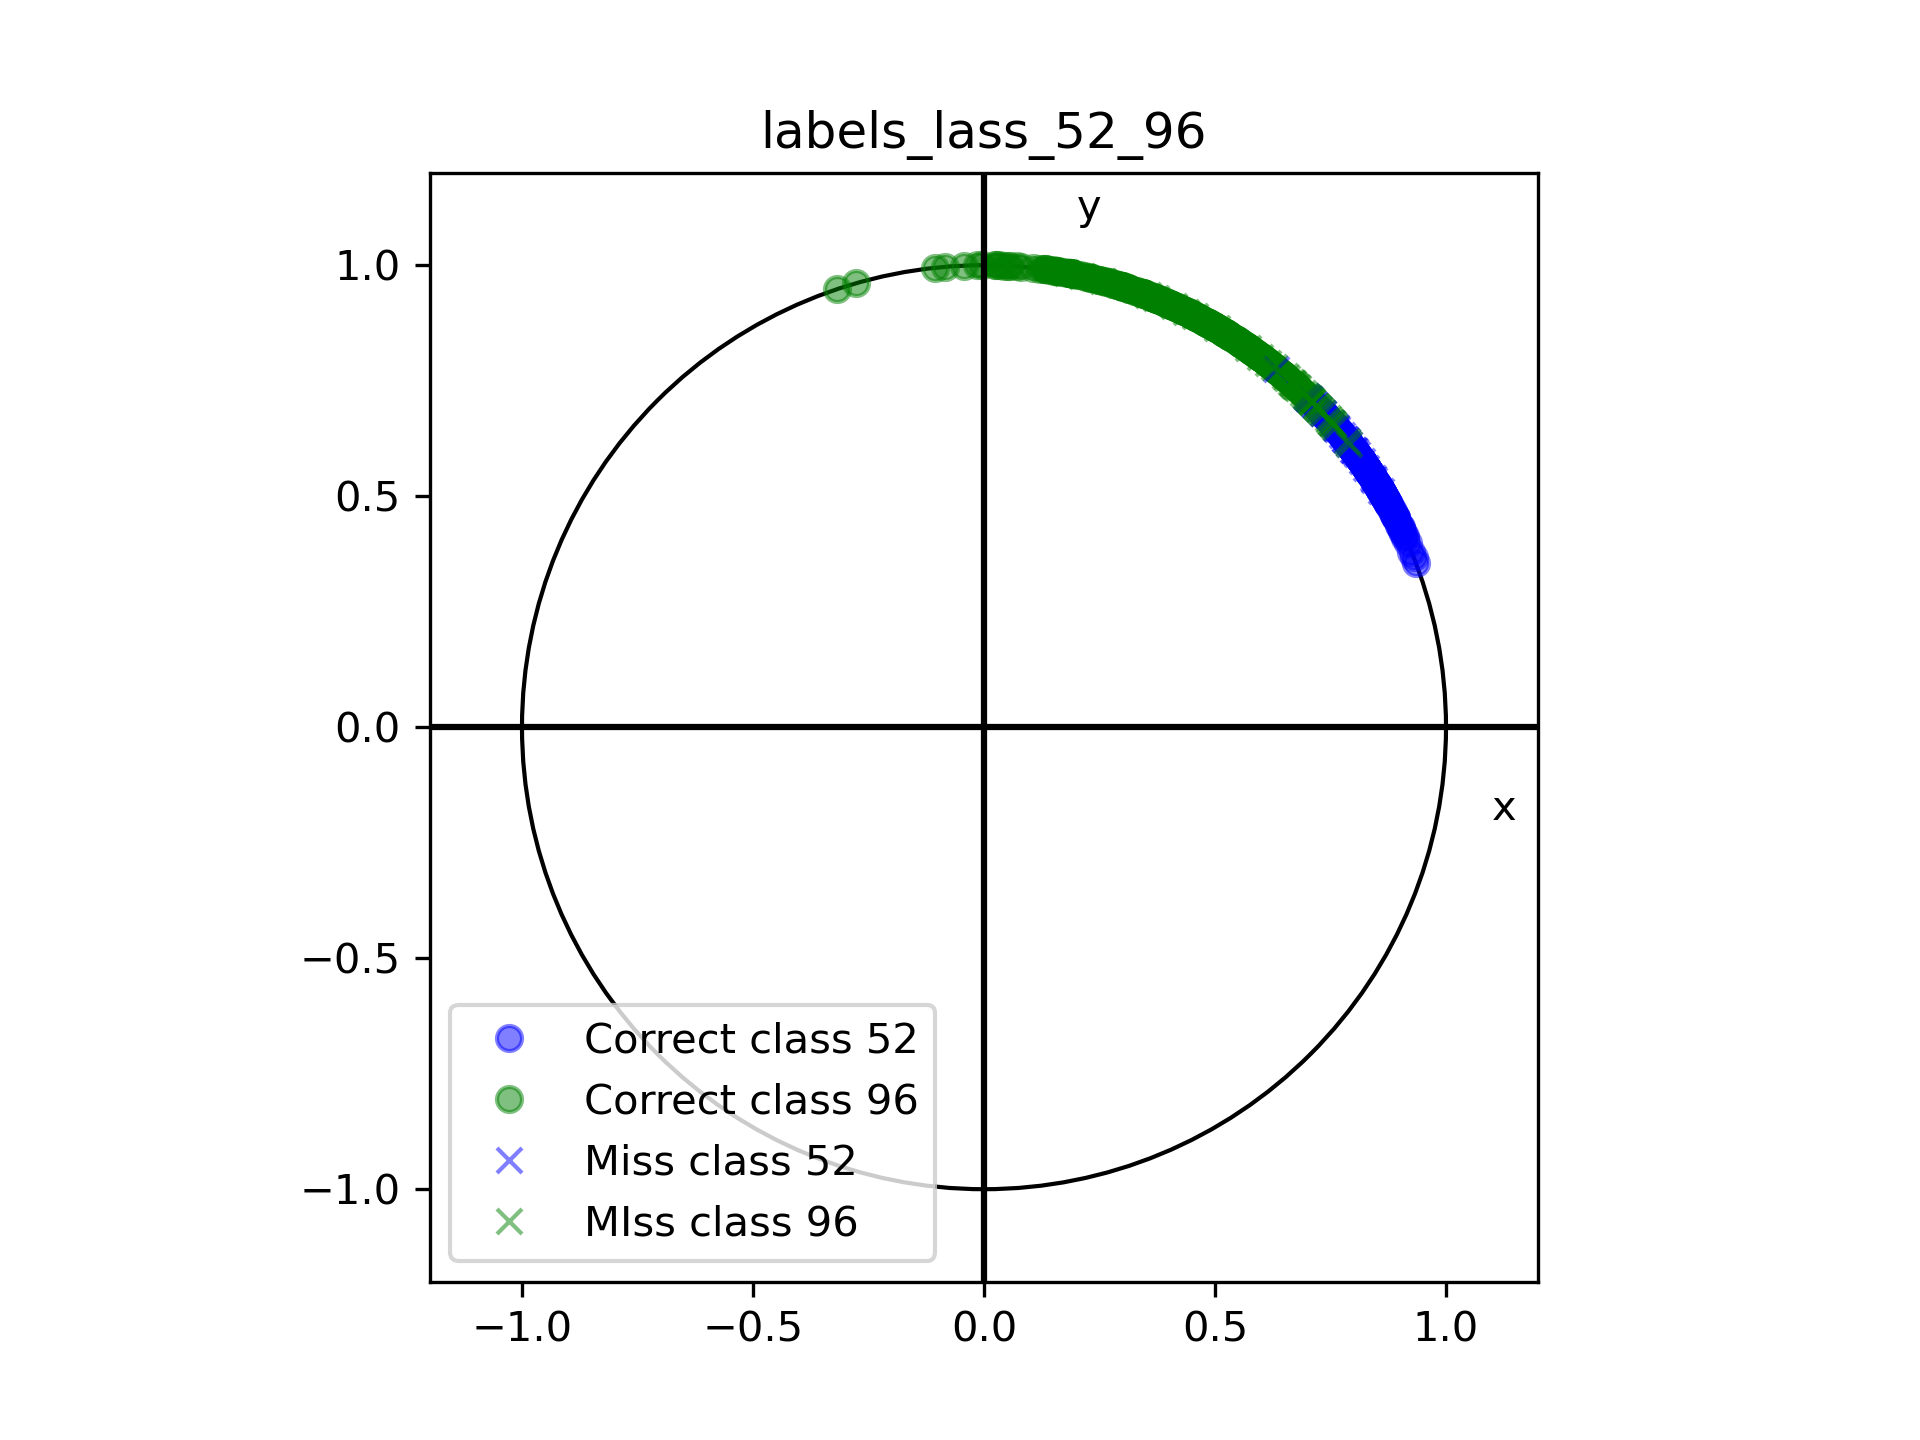 labels_lass_52_96
y
1.0
0.5
0.0
x
−0.5
−1.0
Correct class 52
Correct class 96
Miss class 52
MIss class 96
−1.0 −0.5 0.0 0.5 1.0